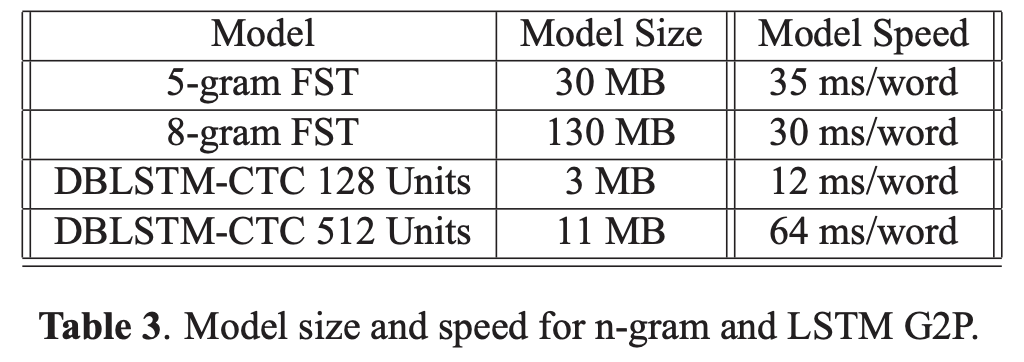 Model Model Size Model Speed
5-gram FST 30 MB 35 ms/word
8-gram FST 130 MB 30 ms/word
DBLSTM-CTC 128 Units 3 MB 12 ms/word
DBLSTM-CTC 512 Units 11 MB 64 ms/word
Table 3. Model size and speed for n-gram and LSTM G2P.